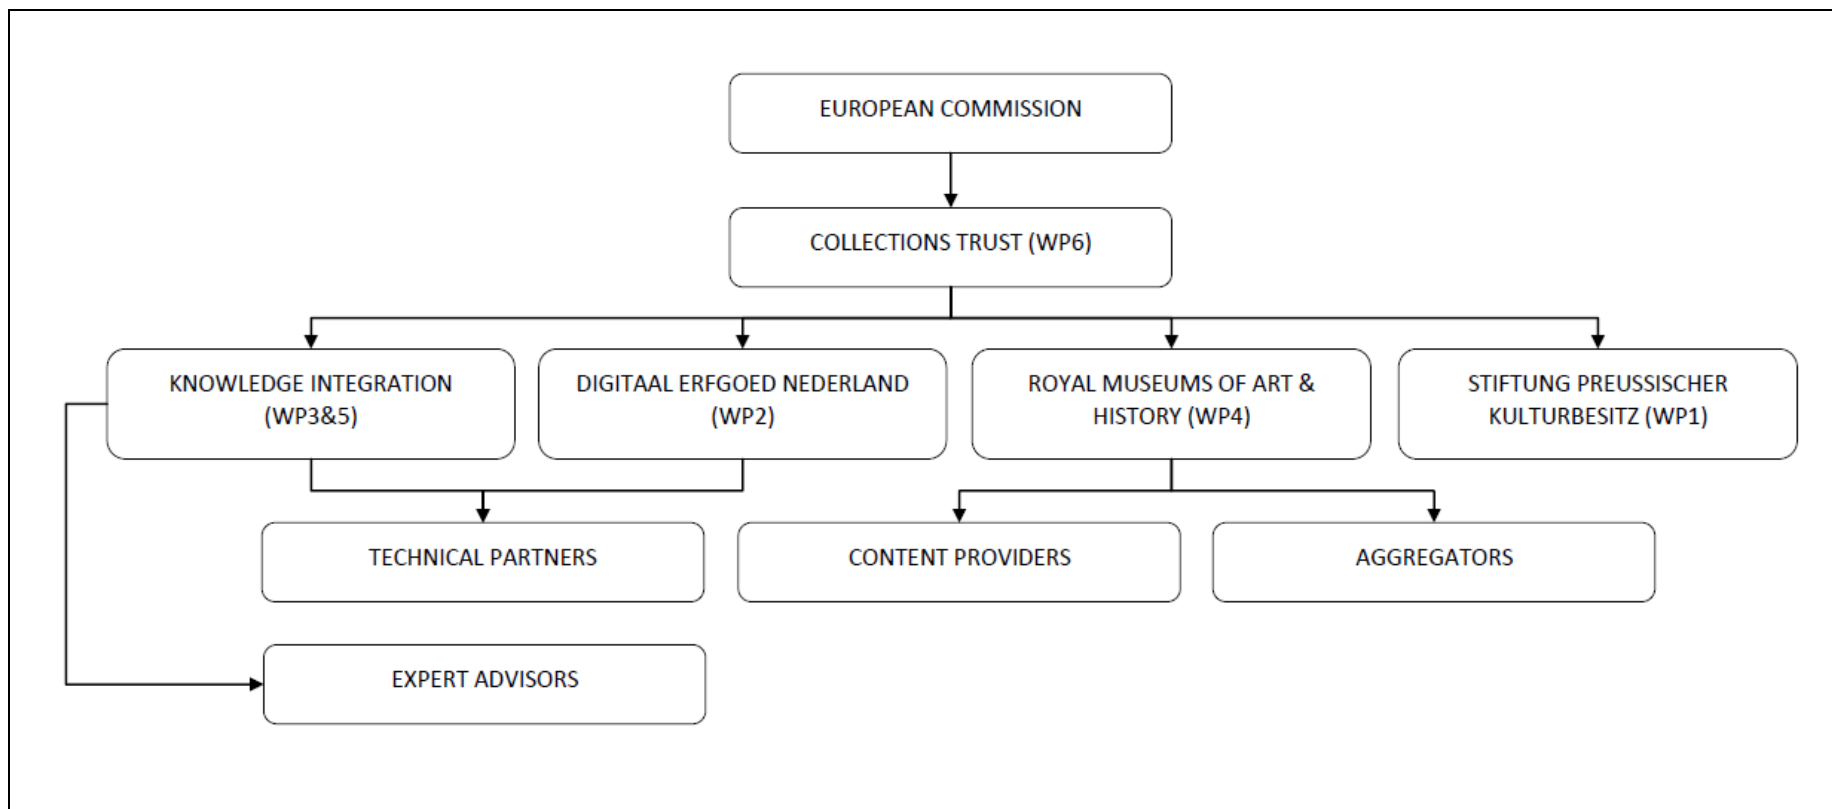 EUROPEAN COMMISSION
COLLECTIONS TRUST (WP6)
KNOWLEDGE INTEGRATION
(WP3&5)
DIGITAAL ERFGOED NEDERLAND
(WP2)
ROYAL MUSEUMS OF ART &
HISTORY (WP4)
STIFTUNG PREUSSISCHER
KULTURBESITZ (WP1)
TECHNICAL PARTNERS
CONTENT PROVIDERS
AGGREGATORS
EXPERT ADVISORS